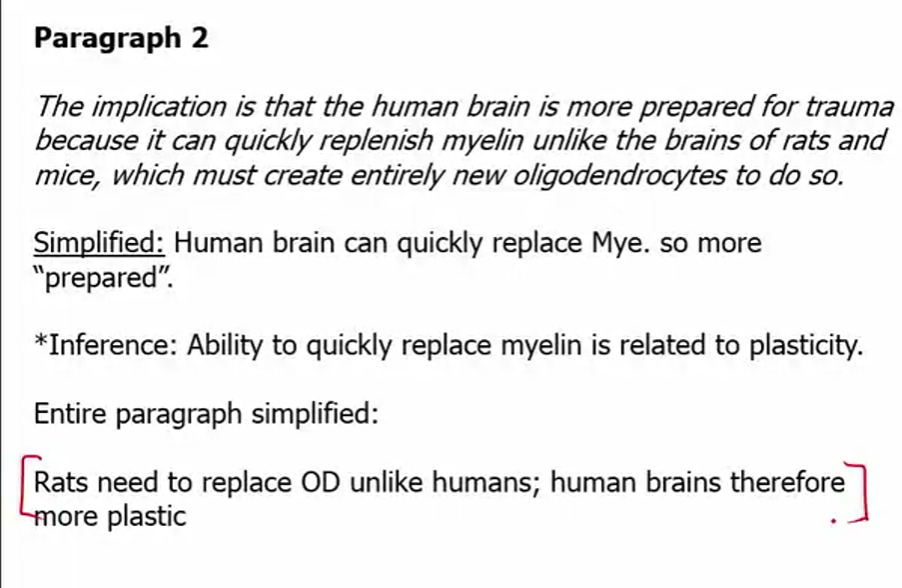 Paragraph 2
The implication is that the human brain is more prepared for trauma
because it can quickly replenish myelin unlike the brains of rats and
mice, which must create entirely new oligodendrocytes to do so.
Simplified: Human brain can quickly replace Mye. so more
“prepared”.
*Inference: Ability to quickly replace myelin is related to plasticity.
Entire paragraph simplified:
Rats need to replace OD unlike humans; human brains therefore
more plastic